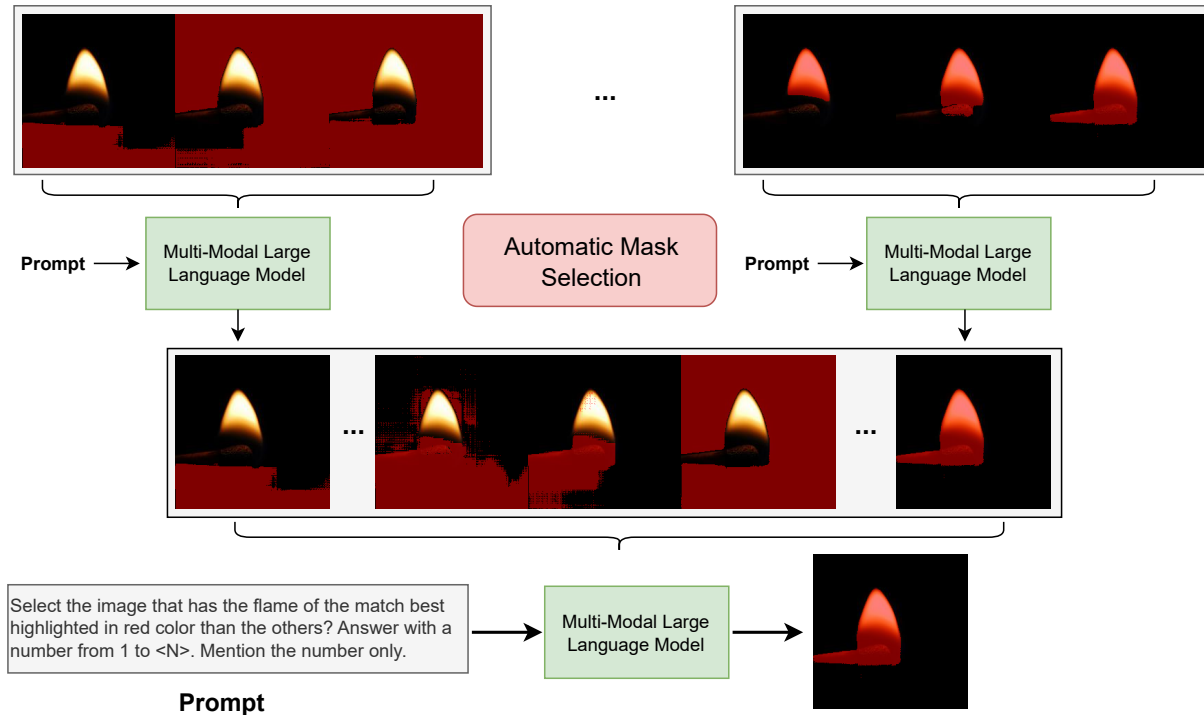 ...
Prompt
Multi-Modal Large
Language Model
Automatic Mask
Selection
Prompt
Multi-Modal Large
Language Model
...
...
Select the image that has the flame of the match best
highlighted in red color than the others? Answer with a
number from 1 to <N>. Mention the number only.
Multi-Modal Large
Language Model
Prompt